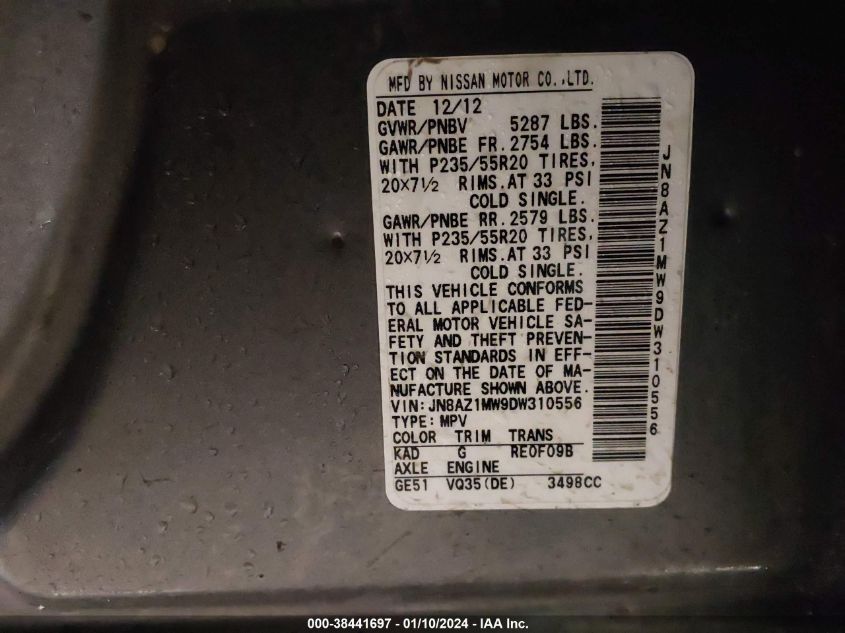 MFD BY NISSAN MOTOR CO.,LTD.
DATE 12/12
GVWR/PNBV 5287 LBS.
GAWR/PNBE FR. 2754 LBS.
WITH P235/55R20 TIRES,
20×7½ RIMS. AT 33 PSI
COLD SINGLE.
GAWR/PNBE RR. 2579 LBS.
WITH P235/55R20 TIRES,
20×7½ RIMS. AT 33 PSI
COLD SINGLE.
THIS VEHICLE CONFORMS
TO ALL APPLICABLE FED-
ERAL MOTOR VEHICLE SA-
FETY AND THEFT PREVEN-
TION STANDARDS IN EFF-
ECT ON THE DATE OF MA-
NUFACTURE SHOWN ABOVE.
VIN: JN8AZ1MW9DW310556
TYPE: MPV
COLOR TRIM TRANS
KAD G RE0F09B
AXLE ENGINE
GE51 VQ35(DE) 3498CC
JN8AZ1MW9DW310556
000-38441697 - 01/10/2024 - IAA Inc.